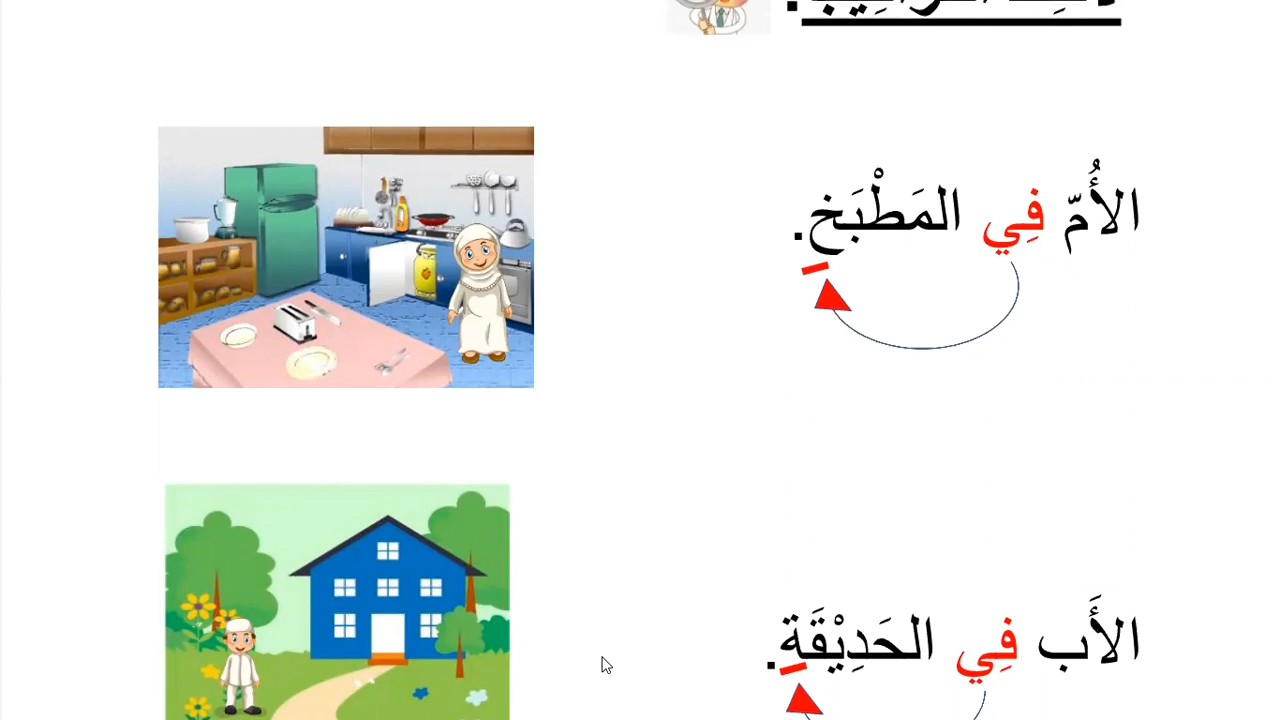 الأُمّ فِي المَطْبَخِ.
الأَب فِي الحَدِيْقَةِ.